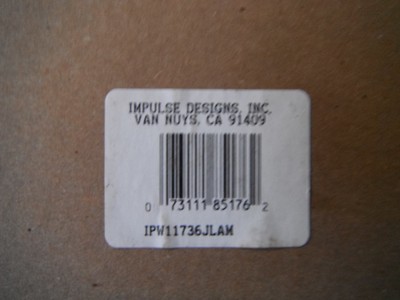 IMPULSE DESIGNS, INC.
VAN NUYS, CA 91409
0 73111 85176 2
IPW11736JLAM